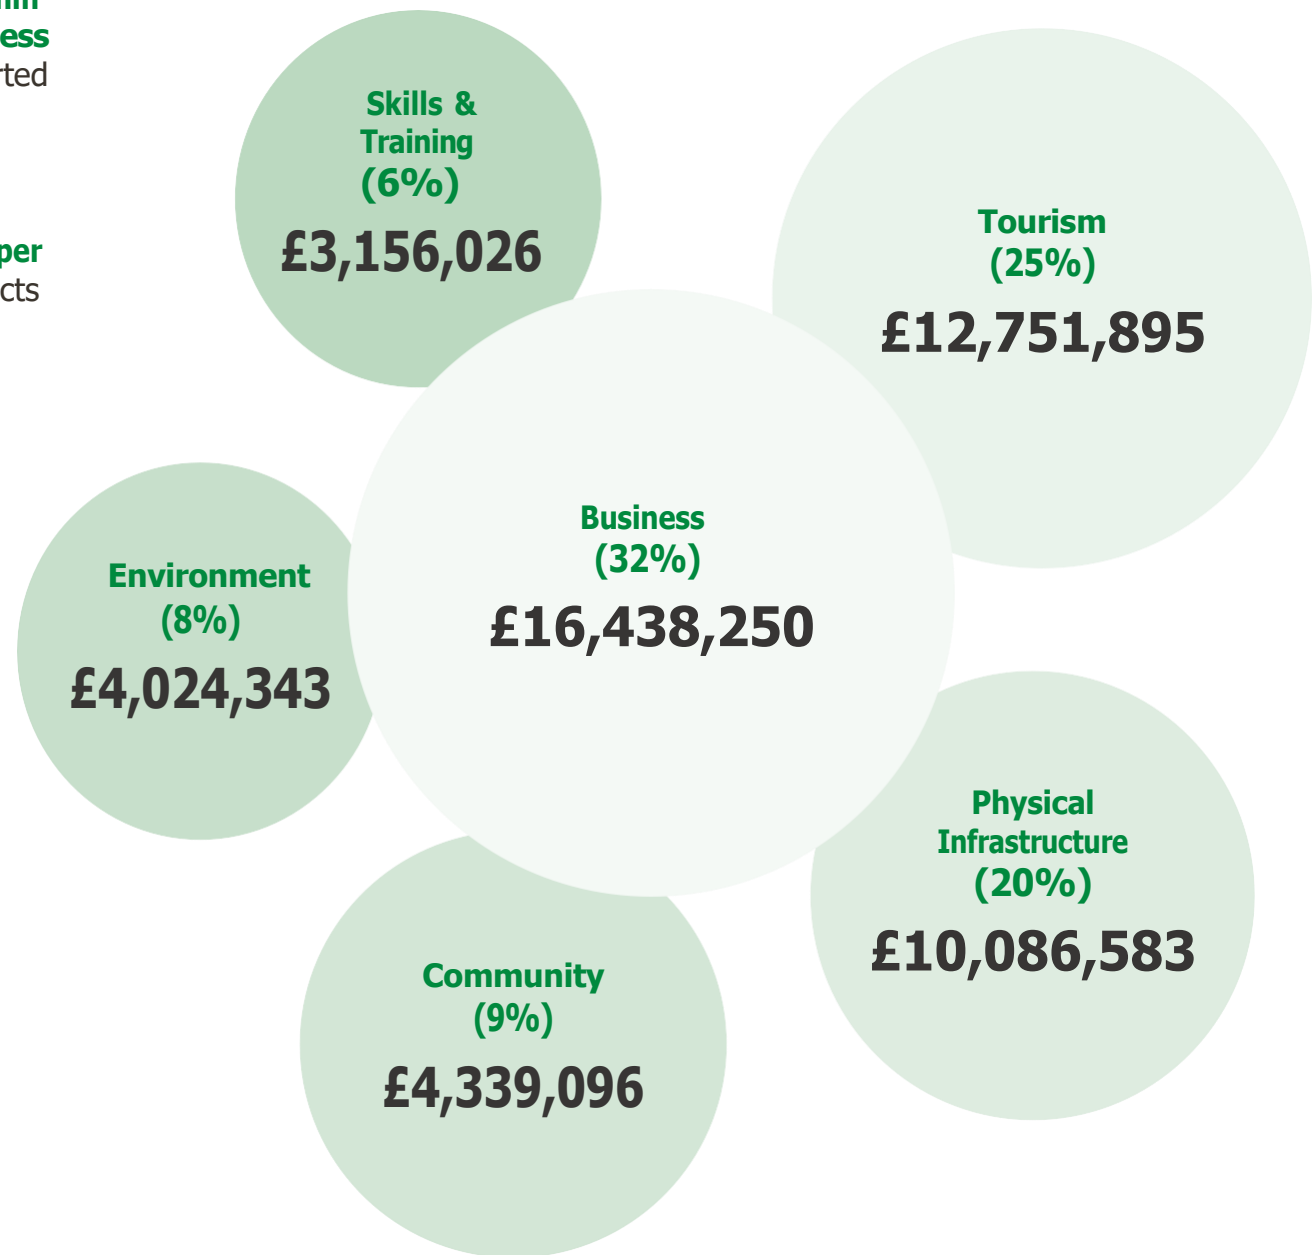 ess
rted
per
cts
Skills &
Training
(6%)
£3,156,026
Tourism
(25%)
£12,751,895
Business
(32%)
£16,438,250
Environment
(8%)
£4,024,343
Physical
Infrastructure
(20%)
£10,086,583
Community
(9%)
£4,339,096